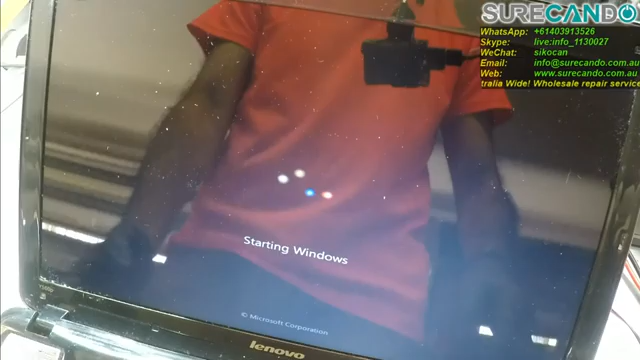 SURECANDO
WhatsApp: +61403913526
Skype: live:info_1130027
WeChat: sikocan
Email: info@surecando.com.au
Web: www.surecando.com.au
tralia Wide! Wholesale repair service
Starting Windows
© Microsoft Corporation
lenovo